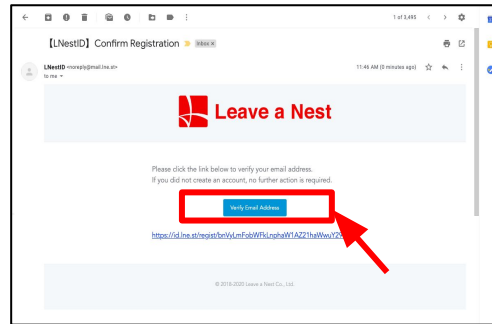 1 of 3,495
【LNestID】Confirm Registration
Inbox x
LNestID <noreply@mail.lne.st>
11:46 AM (0 minutes ago)
to me
Leave a Nest
Please click the link below to verify your email address.
If you did not create an account, no further action is required.
Verify Email Address
© 2016-2020 Leave a Nest Co., Ltd.